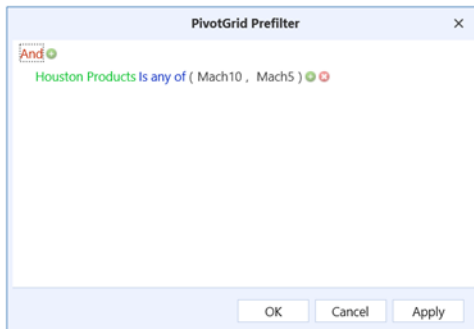 PivotGrid Prefilter
And
Houston Products Is any of ( Mach10 , Mach5 )
OK Cancel Apply